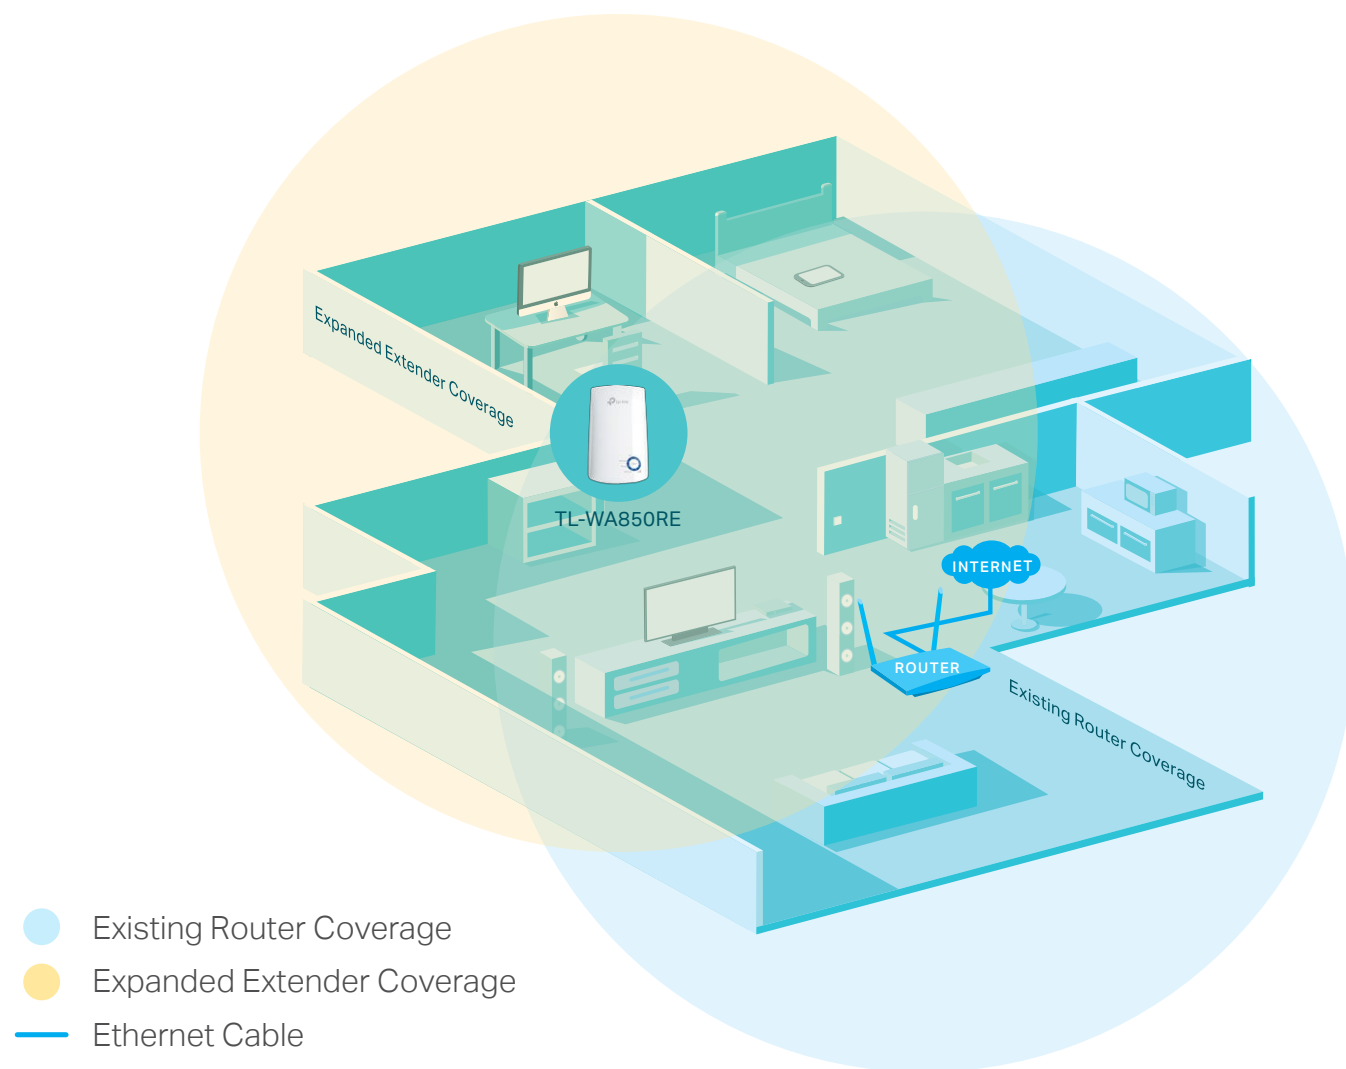 Expanded Extender Coverage
TL-WA850RE
INTERNET
ROUTER
Existing Router Coverage
Existing Router Coverage
Expanded Extender Coverage
Ethernet Cable